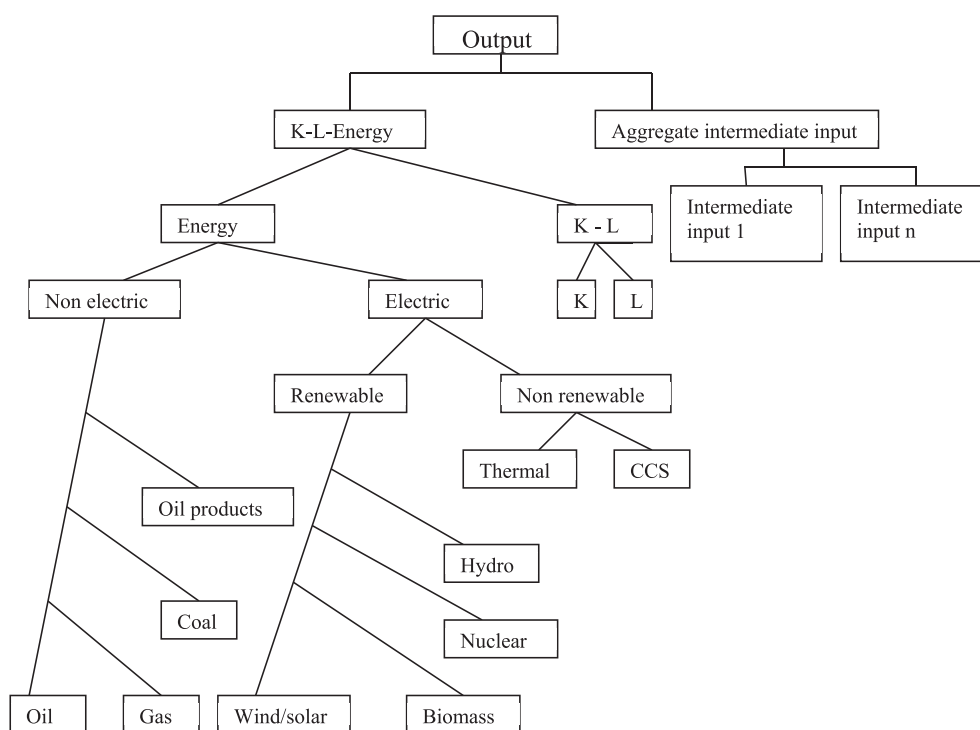 Output
K-L-Energy
Aggregate intermediate input
Intermediate
input 1
Intermediate
input n
Energy
K - L
Non electric
Electric
K
L
Renewable
Non renewable
Thermal
CCS
Oil products
Hydro
Coal
Nuclear
Oil
Gas
Wind/solar
Biomass